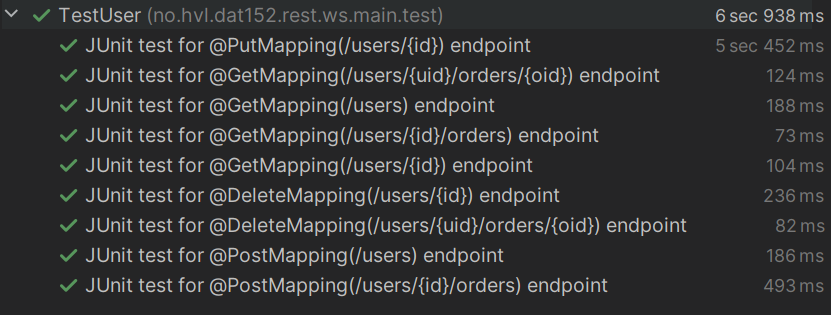 TestUser (no.hvl.dat152.rest.ws.main.test) 6 sec 938 ms
JUnit test for @PutMapping(/users/{id}) endpoint 5 sec 452 ms
JUnit test for @GetMapping(/users/{uid}/orders/{oid}) endpoint 124 ms
JUnit test for @GetMapping(/users) endpoint 188 ms
JUnit test for @GetMapping(/users/{id}/orders) endpoint 73 ms
JUnit test for @GetMapping(/users/{id}) endpoint 104 ms
JUnit test for @DeleteMapping(/users/{id}) endpoint 236 ms
JUnit test for @DeleteMapping(/users/{uid}/orders/{oid}) endpoint 82 ms
JUnit test for @PostMapping(/users) endpoint 186 ms
JUnit test for @PostMapping(/users/{id}/orders) endpoint 493 ms